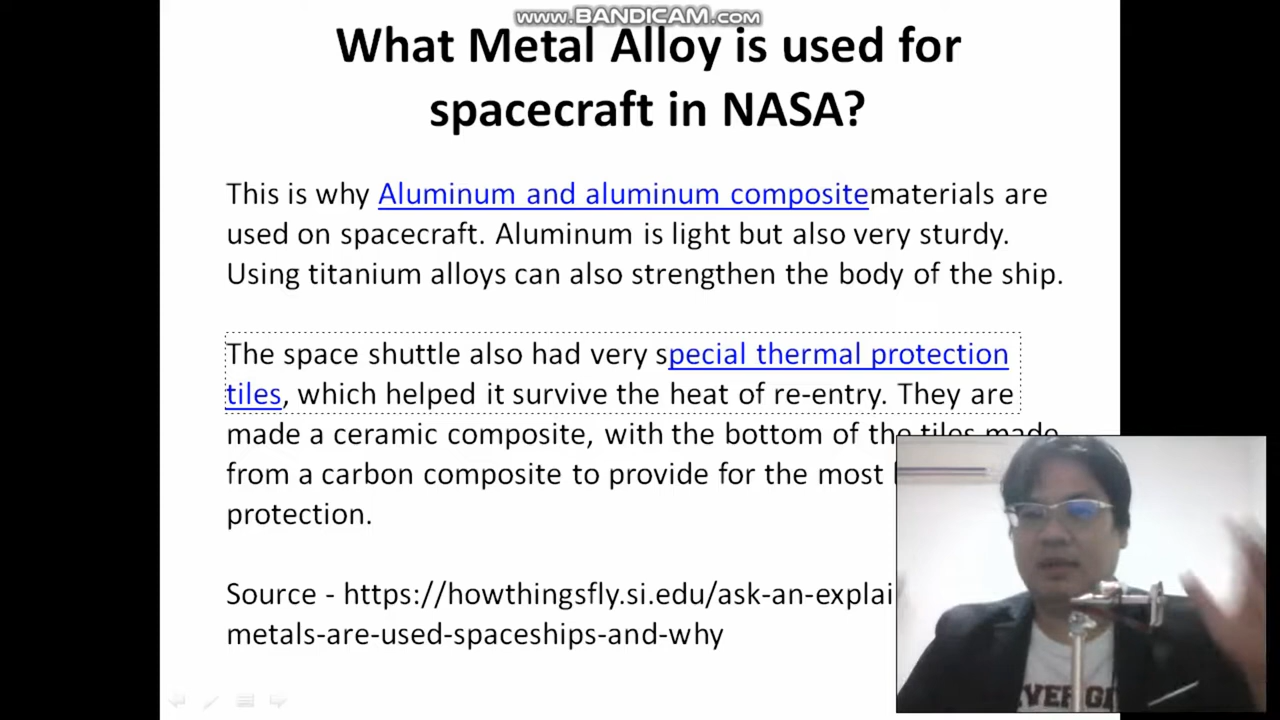 www.BANDICAM.com
What Metal Alloy is used for
spacecraft in NASA?
This is why Aluminum and aluminum compositematerials are
used on spacecraft. Aluminum is light but also very sturdy.
Using titanium alloys can also strengthen the body of the ship.
The space shuttle also had very special thermal protection
tiles, which helped it survive the heat of re-entry. They are
made a ceramic composite, with the bottom of the tiles made
from a carbon composite to provide for the most
protection.
Source - https://howthingsfly.si.edu/ask-an-explai
metals-are-used-spaceships-and-why